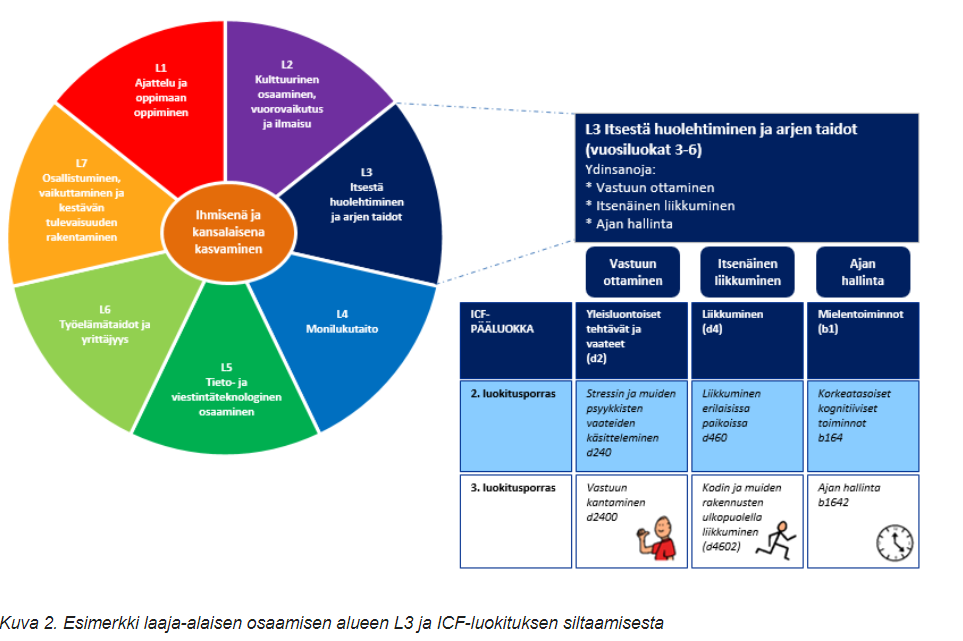 L1
Ajattelu ja
oppimaan
oppiminen
L2
Kulttuurinen
osaaminen,
vuorovaikutus
ja ilmaisu
L3
Itsestä
huolehtiminen
ja arjen taidot
L4
Monilukutaito
L5
Tieto- ja
viestintäteknologinen
osaaminen
L6
Työelämätaidot ja
yrittäjyys
L7
Osallistuminen,
vaikuttaminen ja
kestävän
tulevaisuuden
rakentaminen
Ihmisenä ja
kansalaisena
kasvaminen
L3 Itsestä huolehtiminen ja arjen taidot
(vuosiluokat 3-6)
Ydinsanoja:
* Vastuun ottaminen
* Itsenäinen liikkuminen
* Ajan hallinta
Vastuun
ottaminen
Itsenäinen
liikkuminen
Ajan
hallinta
ICF-
PÄÄLUOKKA
Yleisluontoiset
tehtävät ja
vaateet
(d2)
Liikkuminen
(d4)
Mielentoiminnot
(b1)
2. luokitusporras
Stressin ja muiden
psyykkisten
vaateiden
käsitteleminen
d240
Liikkuminen
erilaisissa
paikoissa
d460
Korkeatasoiset
kognitiiviset
toiminnot
b164
3. luokitusporras
Vastuun
kantaminen
d2400
Kodin ja muiden
rakennusten
ulkopuolella
liikkuminen
(d4602)
Ajan hallinta
b1642
Kuva 2. Esimerkki laaja-alaisen osaamisen alueen L3 ja ICF-luokituksen siltaamisesta